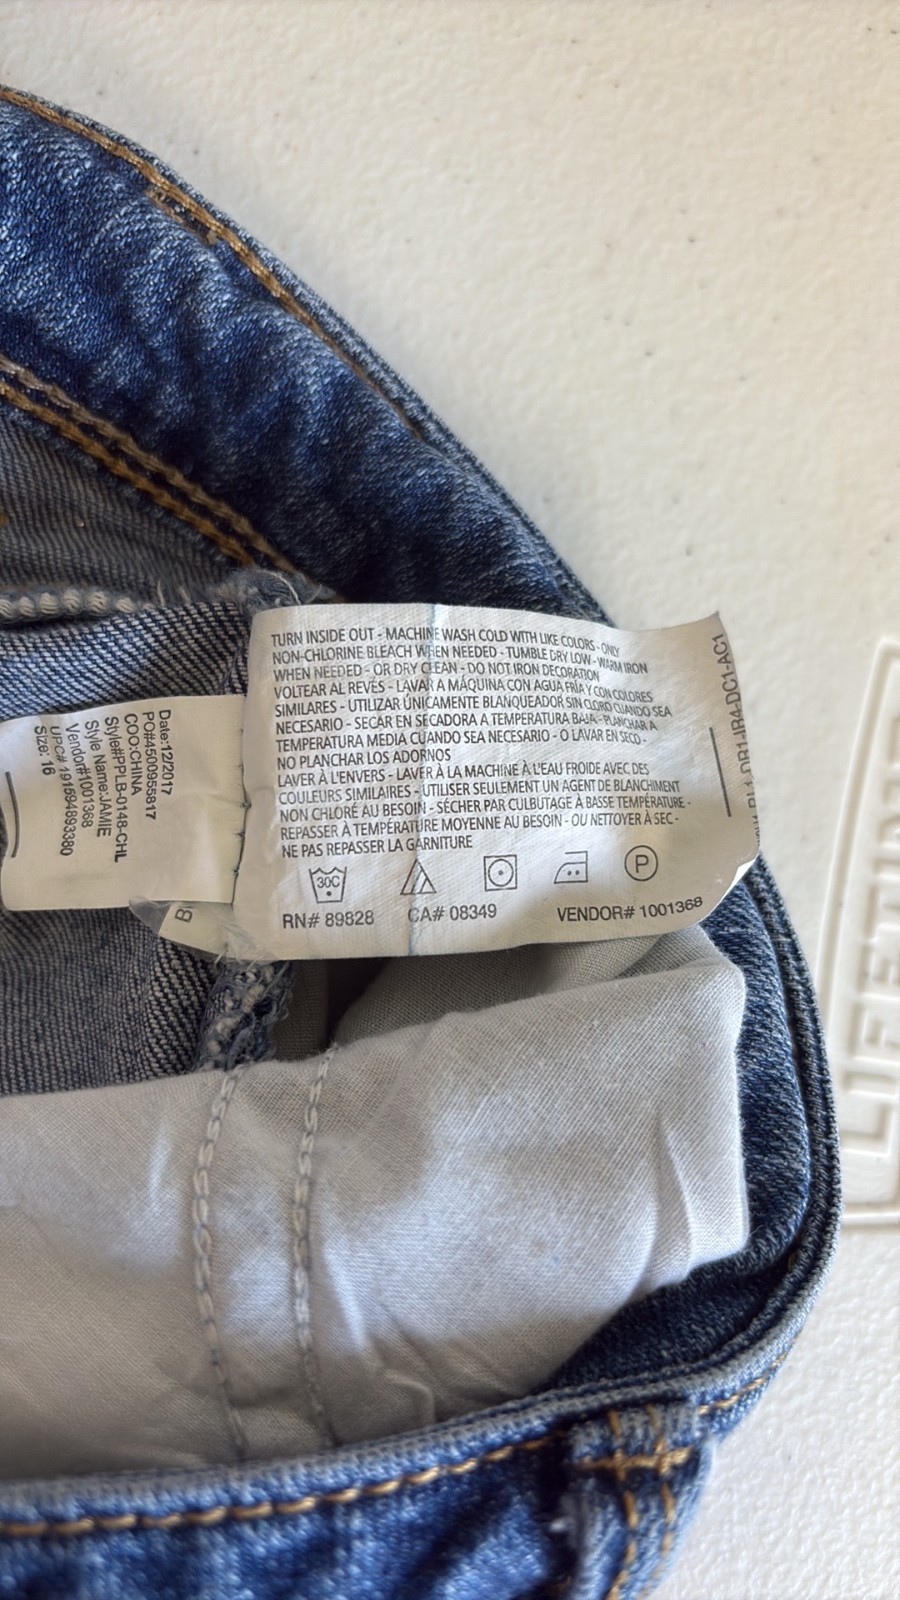 TURN INSIDE OUT - MACHINE WASH COLD WITH LIKE COLORS - ONLY
NON-CHLORINE BLEACH WHEN NEEDED - TUMBLE DRY LOW - WARM IRON
WHEN NEEDED - OR DRY CLEAN - DO NOT IRON DECORATION
VOLTEAR AL REVÉS - LAVAR A MÁQUINA CON AGUA FRÍA Y CON COLORES
SIMILARES - UTILIZAR ÚNICAMENTE BLANQUEADOR SIN CLORO CUANDO SEA
NECESARIO - SECAR EN SECADORA A TEMPERATURA BAJA - PLANCHAR A
TEMPERATURA MEDIA CUANDO SEA NECESARIO - O LAVAR EN SECO -
NO PLANCHAR LOS ADORNOS
LAVER À L'ENVERS - LAVER À LA MACHINE À L'EAU FROIDE AVEC DES
COULEURS SIMILAIRES - UTILISER SEULEMENT UN AGENT DE BLANCHIMENT
NON CHLORÉ AU BESOIN - SÉCHER PAR CULBUTAGE À BASSE TEMPÉRATURE -
REPASSER À TEMPÉRATURE MOYENNE AU BESOIN - OU NETTOYER À SEC -
NE PAS REPASSER LA GARNITURE
30C P
RN# 89828 CA# 08349 VENDOR# 1001368
Date:12/2017
PO#4500955817
COO:CHINA
Style#PPLB-0148-CHL
Style Name:JAMIE
Vendor#1001368
UPC# 191694893380
Size: 16
B
DB1-IB4-DC1-AC1
LIFETIME